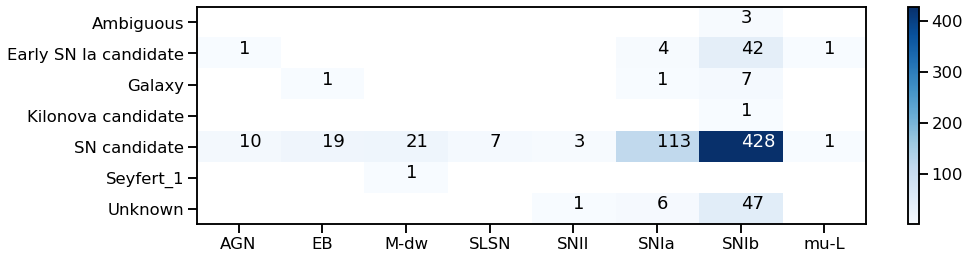 Ambiguous 3
Early SN Ia candidate 1 4 42 1
Galaxy 1 1 7
Kilonova candidate 1
SN candidate 10 19 21 7 3 113 428 1
Seyfert_1 1
Unknown 1 6 47
AGN EB M-dw SLSN SNII SNIa SNIb mu-L
400
300
200
100